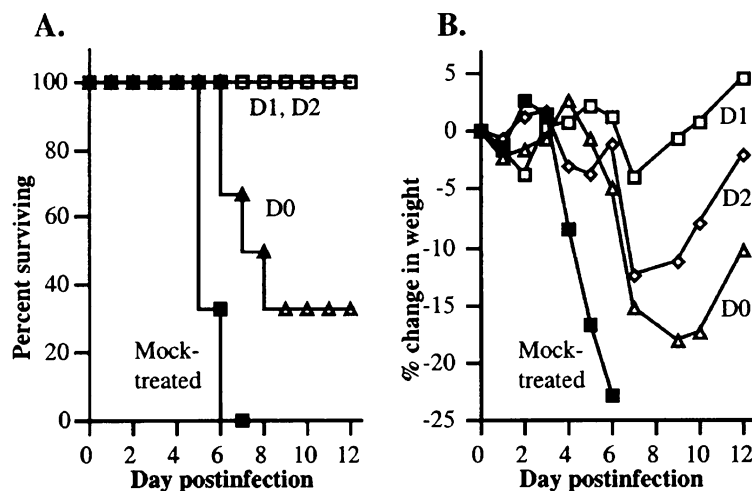 A.
Percent surviving
100
80
60
40
20
0
D1, D2
D0
Mock-
treated
0 2 4 6 8 10 12
Day postinfection
B.
% change in weight
5
0
-5
-10
-15
-20
-25
D1
D2
D0
Mock-
treated
0 2 4 6 8 10 12
Day postinfection